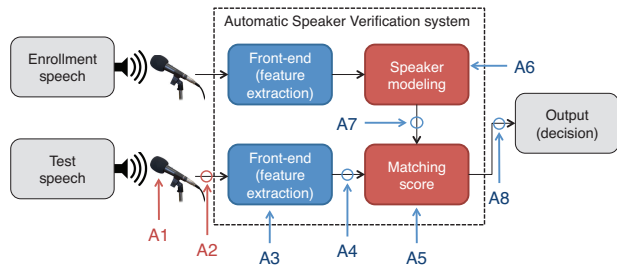 Automatic Speaker Verification system
Enrollment
speech
Front-end
(feature
extraction)
Speaker
modeling
A6
A7
Output
(decision)
Test
speech
Front-end
(feature
extraction)
Matching
score
A8
A1
A2
A3
A4
A5